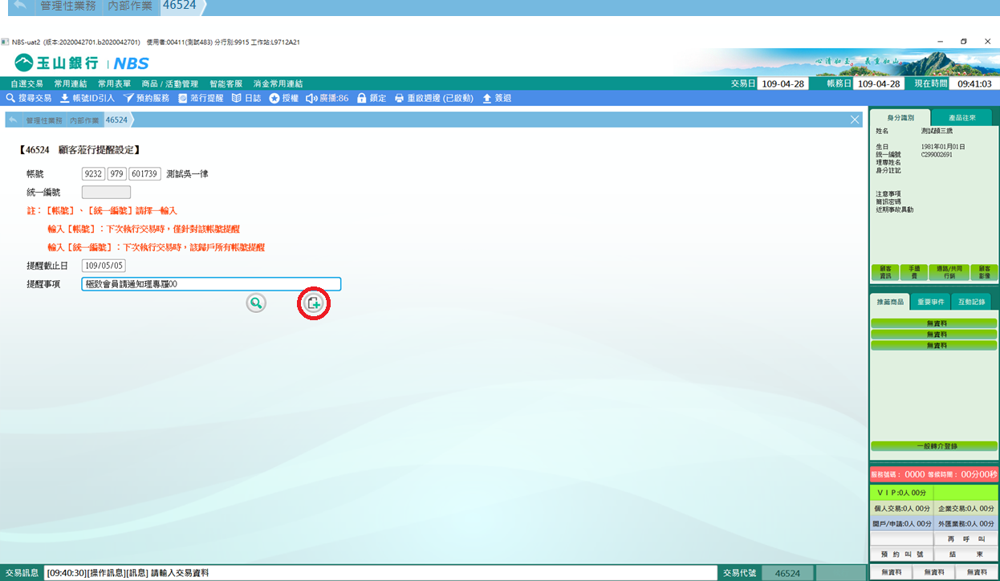 管理性業務 內部作業 46524
NBS-uat2 (版本:2020042701.b2020042701) 使用者:00411(測試483) 分行別:9915 工作站:L9712A21
玉山銀行 NBS 心清如玉 義重如山
自選交易 常用連結 常用表單 商品/活動管理 智能客服 消金常用連結 交易日 109-04-28 帳務日 109-04-28 現在時間 09:41:03
搜尋交易 帳號ID引入 預約服務 蒞行提醒 日誌 授權 廣播:86 鎖定 重啟週邊 (已啟動) 簽退
管理性業務 內部作業 46524
【46524 顧客蒞行提醒設定】
帳號 9232 979 601739 測試吳一律
統一編號
註：［帳號］、［統一編號］請擇一輸入
輸入［帳號］：下次執行交易時，僅針對該帳號提醒
輸入［統一編號］：下次執行交易時，該歸戶所有帳號提醒
提醒截止日 109/05/05
提醒事項 極致會員請通知理專羅00
身分識別 產品往來
姓名 測試顏三歲
生日 1981年01月01日
統一編號 C299002691
理專姓名
身分註記
注意事項
簡訊密碼
近期事故異動
顧客資訊 手續費 通路/共同行銷 顧客影像
推薦商品 重要事件 互動記錄
無資料
無資料
無資料
一般轉介登錄
服務號碼： 0000 等候時間： 00分00秒
ＶＩＰ:0人 00分
個人交易:0人 00分 企業交易:0人 00分
開戶/申請:0人 00分 外匯業務:0人 00分
再 呼 叫
預 約 叫 號 結 束
無資料 無資料 無資料
交易訊息 [09:40:30][操作訊息][訊息] 請輸入交易資料 交易代號 46524